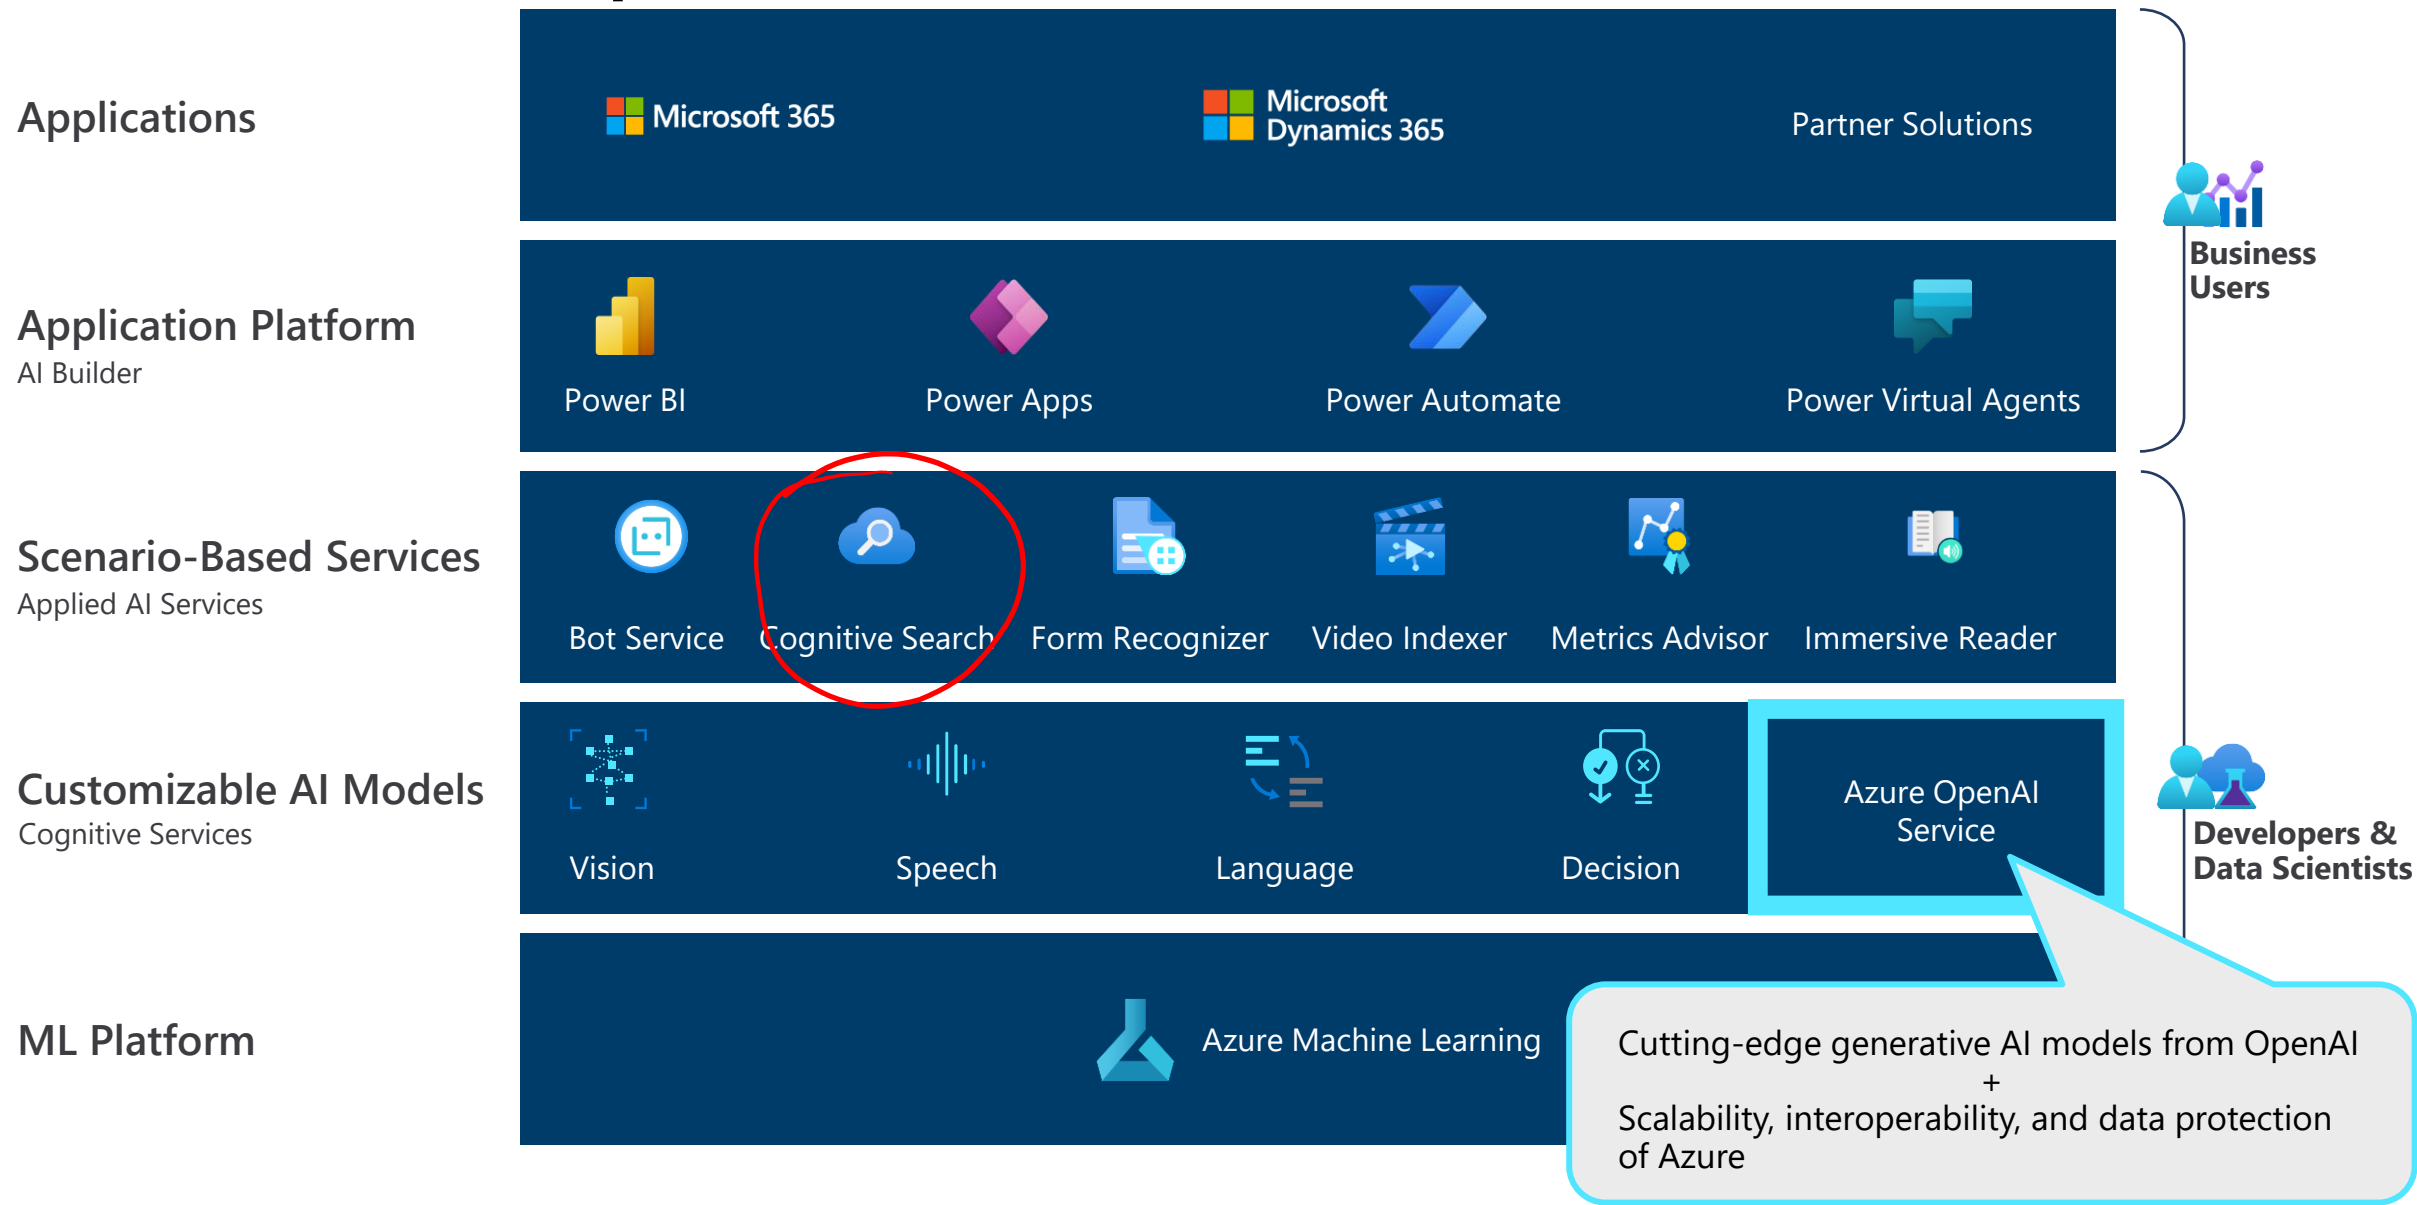 Applications
Microsoft 365
Microsoft
Dynamics 365
Partner Solutions
Business
Users
Application Platform
AI Builder
Power BI
Power Apps
Power Automate
Power Virtual Agents
Scenario-Based Services
Applied AI Services
Bot Service
Cognitive Search
Form Recognizer
Video Indexer
Metrics Advisor
Immersive Reader
Customizable AI Models
Cognitive Services
Vision
Speech
Language
Decision
Azure OpenAI
Service
Developers &
Data Scientists
ML Platform
Azure Machine Learning
Cutting-edge generative AI models from OpenAI
+
Scalability, interoperability, and data protection
of Azure